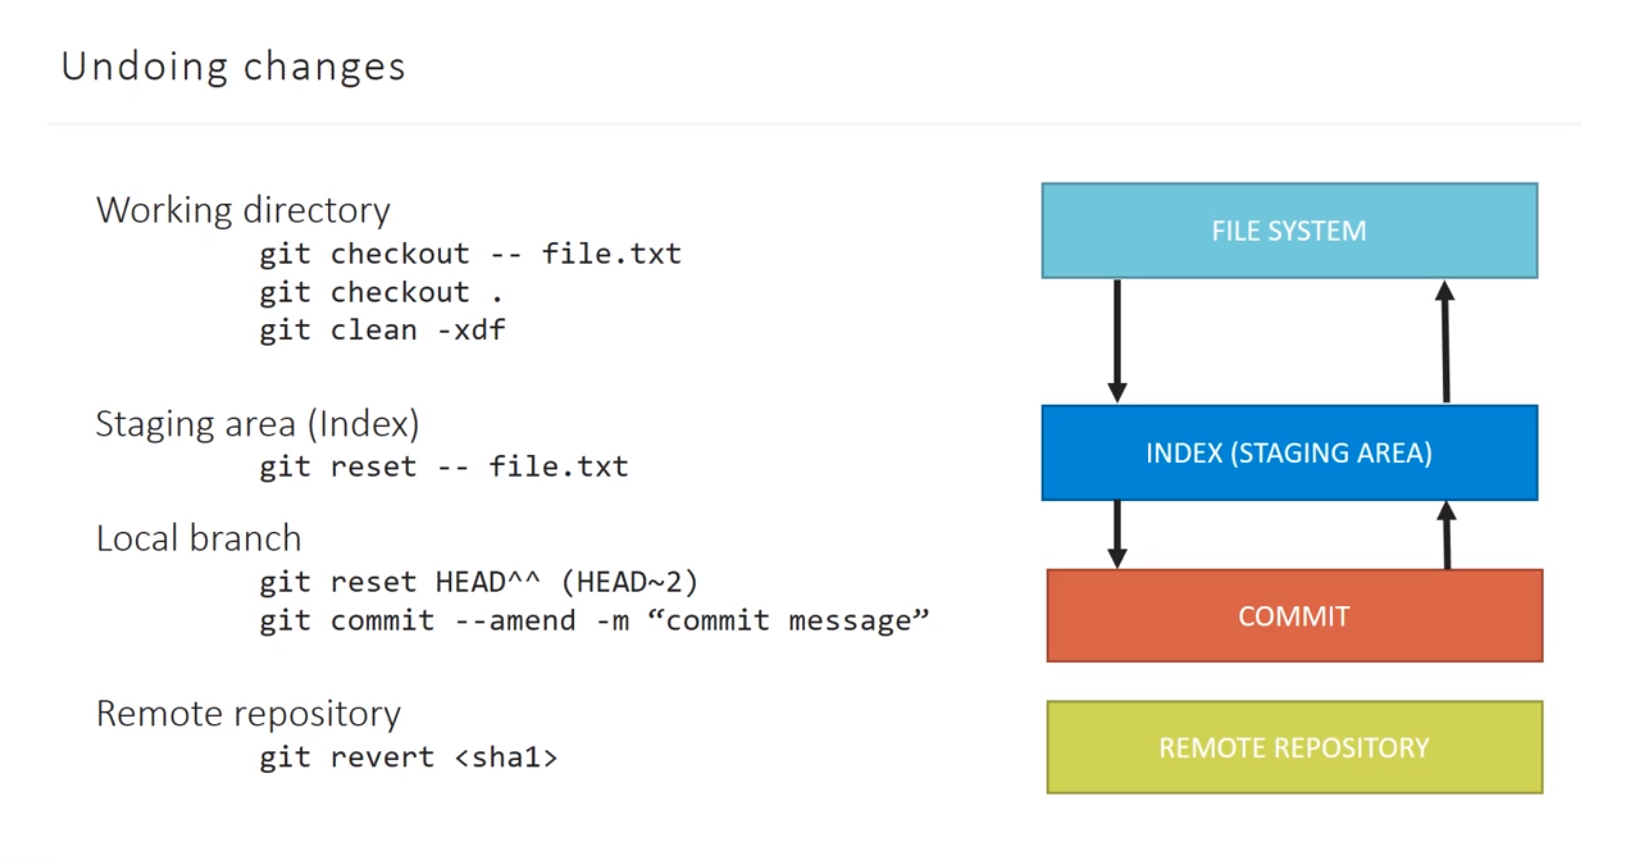 Undoing changes
Working directory
git checkout -- file.txt
git checkout .
git clean -xdf
Staging area (Index)
git reset -- file.txt
Local branch
git reset HEAD^^ (HEAD~2)
git commit --amend -m “commit message”
Remote repository
git revert <sha1>
FILE SYSTEM
INDEX (STAGING AREA)
COMMIT
REMOTE REPOSITORY